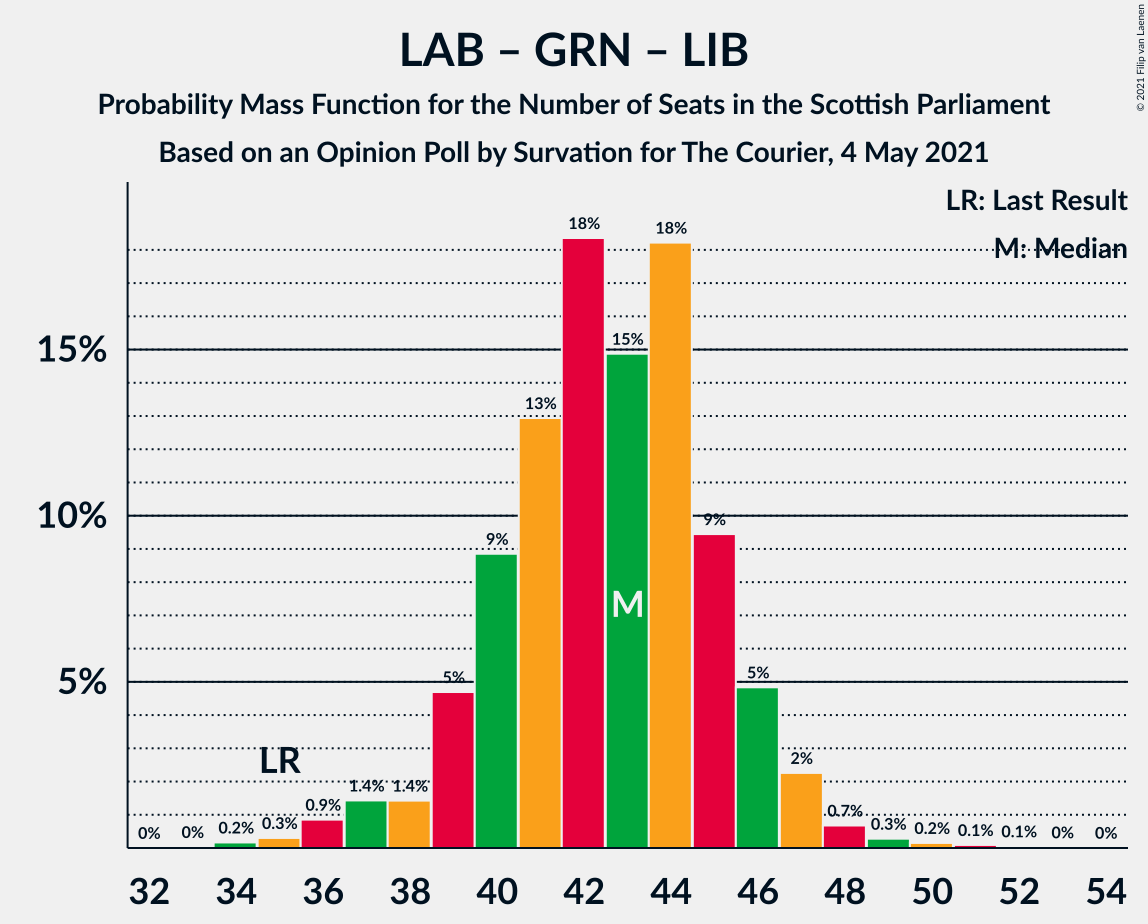 LAB – GRN – LIB
Probability Mass Function for the Number of Seats in the Scottish Parliament
Based on an Opinion Poll by Survation for The Courier, 4 May 2021
© 2021 Filip van Laenen
LR: Last Result
M: Median
15%
10%
5%
0%
0%
0.2%
0.3%
0.9%
1.4%
1.4%
5%
9%
13%
18%
15%
18%
9%
5%
2%
0.7%
0.3%
0.2%
0.1%
0.1%
0%
0%
LR
M
32 34 36 38 40 42 44 46 48 50 52 54